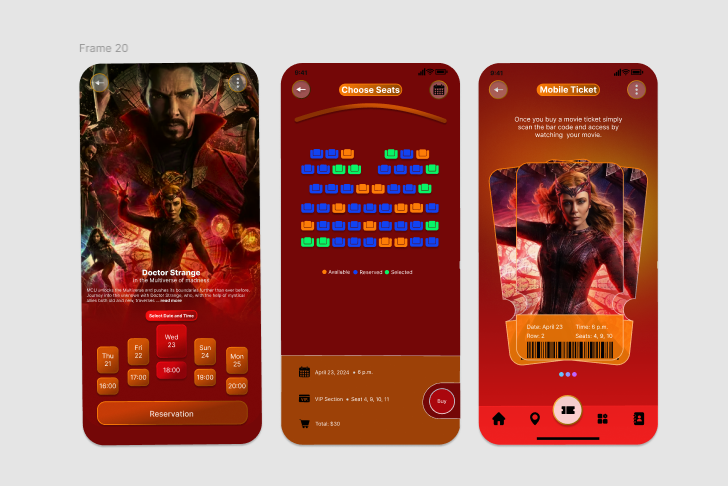 Frame 20
Doctor Strange
in the Multiverse of madness
MCU unlocks the Multiverse and pushes its boundaries further than ever before.
Journey into the unknown with Doctor Strange, who, with the help of mystical
allies both old and new, traverses ... read more
Select Date and Time
Thu
21
16:00
Fri
22
17:00
Wed
23
18:00
Sun
24
19:00
Mon
25
20:00
Reservation
9:41
Choose Seats
Available
Reserved
Selected
April 23, 2024 • 6 p.m.
VIP Section • Seat 4, 9, 10, 11
Total: $30
Buy
9:41
Mobile Ticket
Once you buy a movie ticket simply
scan the bar code and access by
watching your movie.
Date: April 23 Time: 6 p.m.
Row: 2 Seats: 4, 9, 10